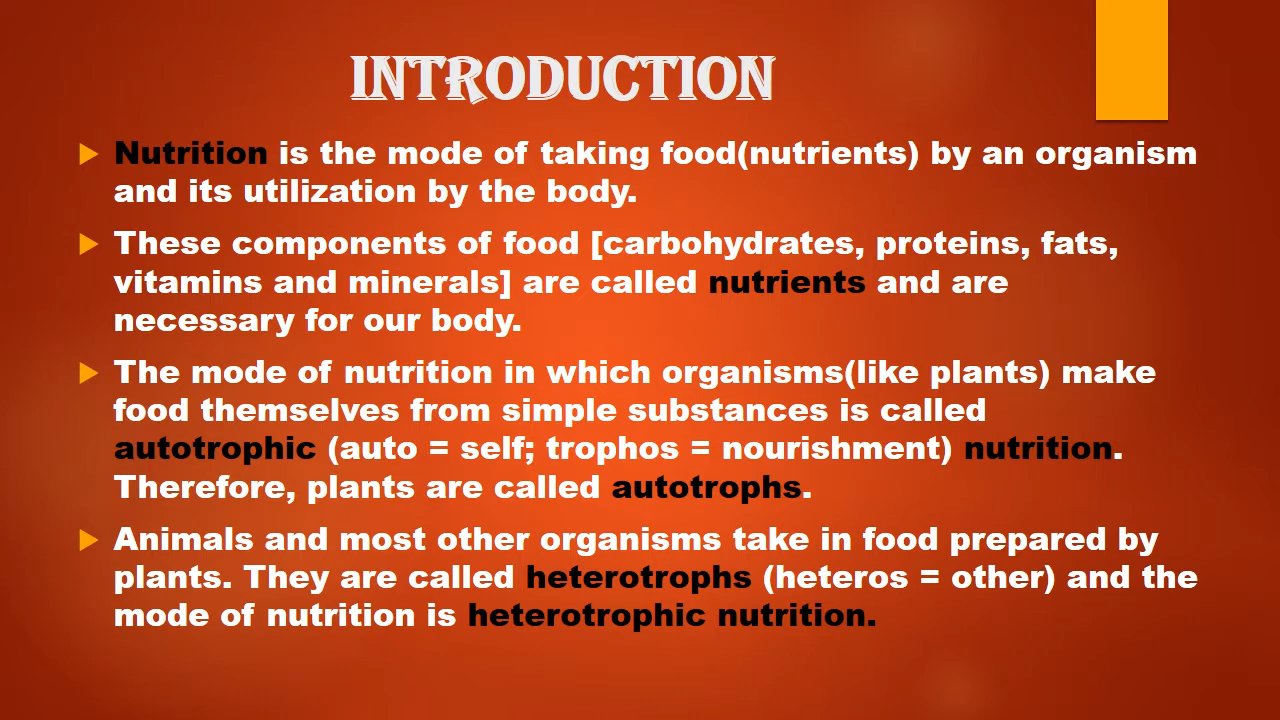 INTRODUCTION
Nutrition is the mode of taking food(nutrients) by an organism
and its utilization by the body.
These components of food [carbohydrates, proteins, fats,
vitamins and minerals] are called nutrients and are
necessary for our body.
The mode of nutrition in which organisms(like plants) make
food themselves from simple substances is called
autotrophic (auto = self; trophos = nourishment) nutrition.
Therefore, plants are called autotrophs.
Animals and most other organisms take in food prepared by
plants. They are called heterotrophs (heteros = other) and the
mode of nutrition is heterotrophic nutrition.